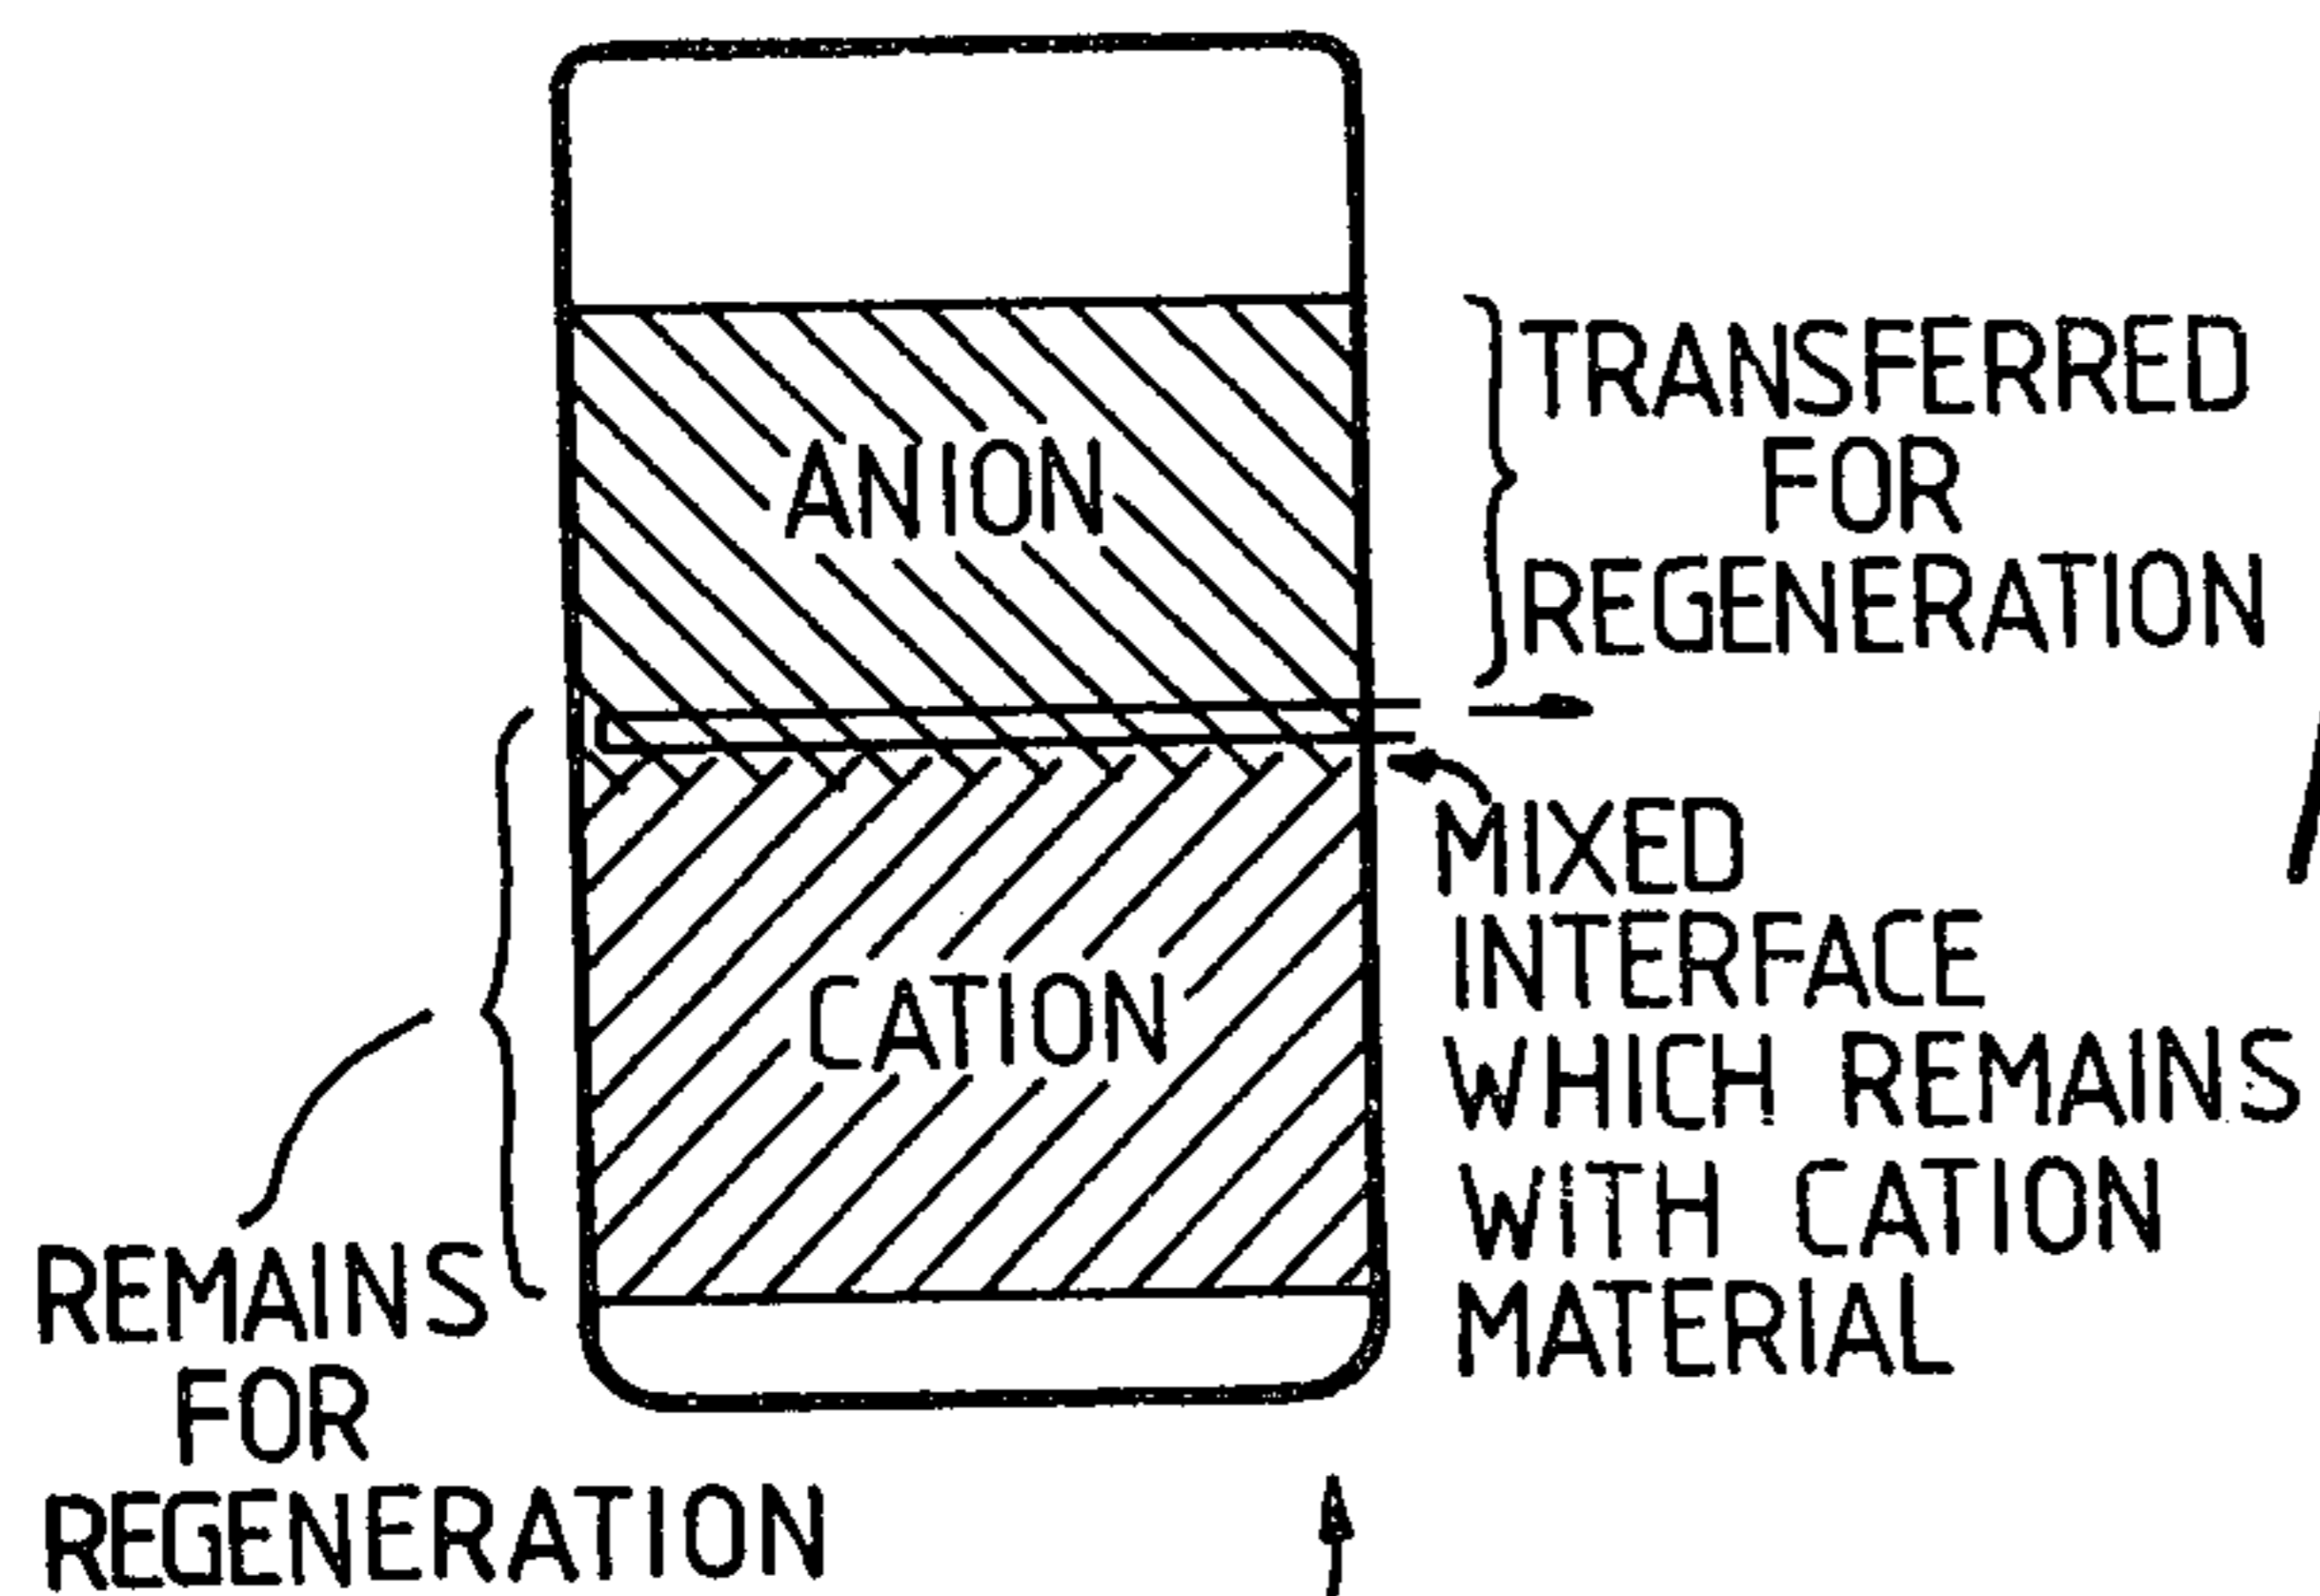 ANION
CATION
TRANSFERRED
FOR
REGENERATION
MIXED
INTERFACE
WHICH REMAINS
WITH CATION
MATERIAL
REMAINS
FOR
REGENERATION